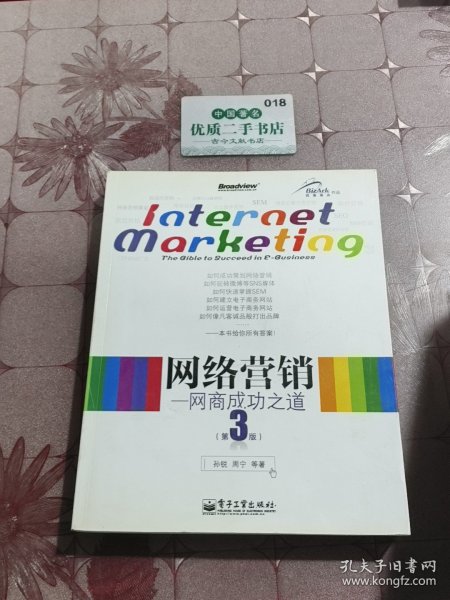 018
中国著名
优质二手书店
古今文献书店
Broadview
BizArk
Internet
Marketing
The Bible to Succeed in E-Business
如何成功策划网络营销
如何征驰微博等SNS媒体
如何快速掌握SEM
如何建立电子商务网站
如何运营电子商务网站
如何像凡客诚品般打出品牌
……
——本书给你所有答案!
网络营销
—网商成功之道
(第3版)
孙锐 周宁 等著
电子工业出版社
孔夫子旧书网
www.kongfz.com